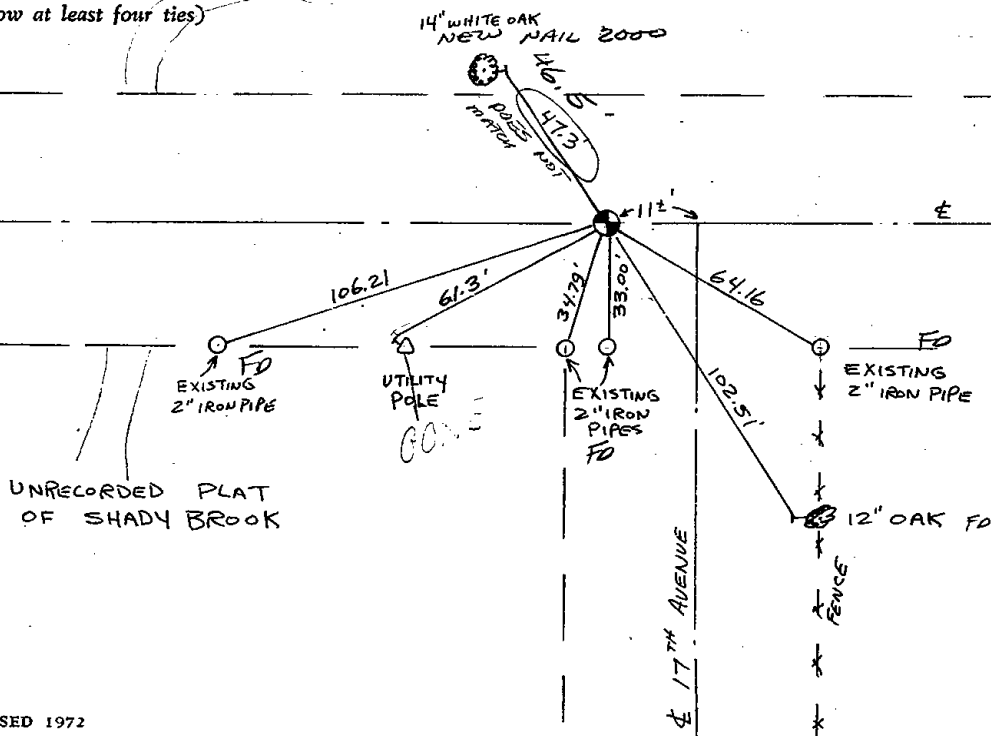 ow at least four ties)
14" WHITE OAK
NEW NAIL 2000
46.5'
47.3'
DOES NOT
MATCH
11±'
℄
106.21
61.3'
34.79'
33.00'
64.16
102.51'
FD
EXISTING
2" IRON PIPE
UTILITY
POLE
GONE
EXISTING
2" IRON
PIPES
FD
FD
EXISTING
2" IRON PIPE
UNRECORDED PLAT
OF SHADY BROOK
12" OAK FD
FENCE
℄ 17TH AVENUE
SED 1972